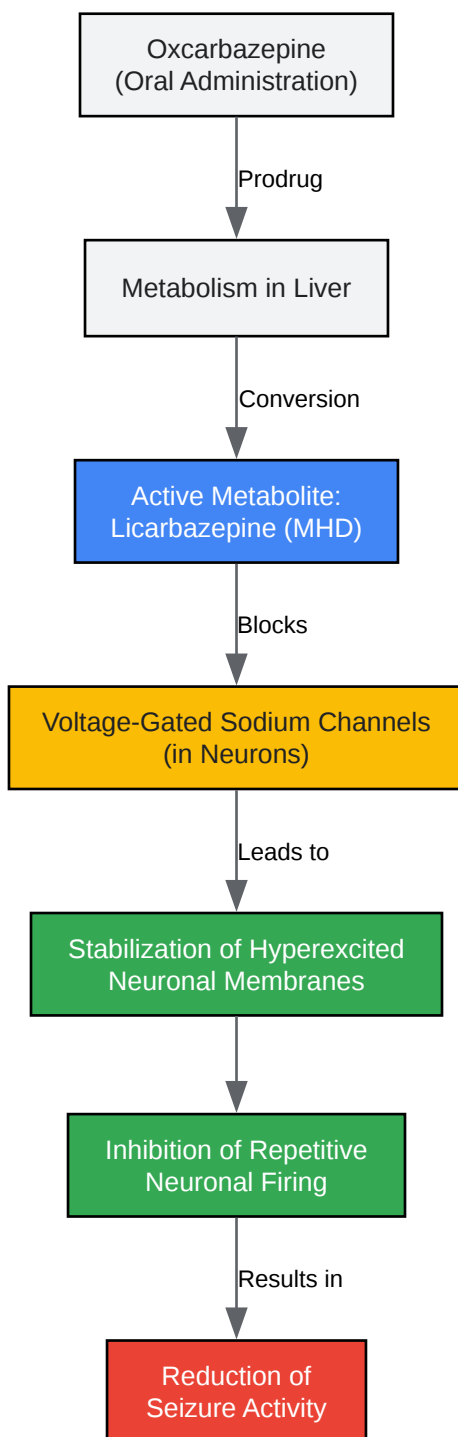 Oxcarbazepine
(Oral Administration)
Prodrug
Metabolism in Liver
Conversion
Active Metabolite:
Licarbazepine (MHD)
Blocks
Voltage-Gated Sodium Channels
(in Neurons)
Leads to
Stabilization of Hyperexcited
Neuronal Membranes
Inhibition of Repetitive
Neuronal Firing
Results in
Reduction of
Seizure Activity